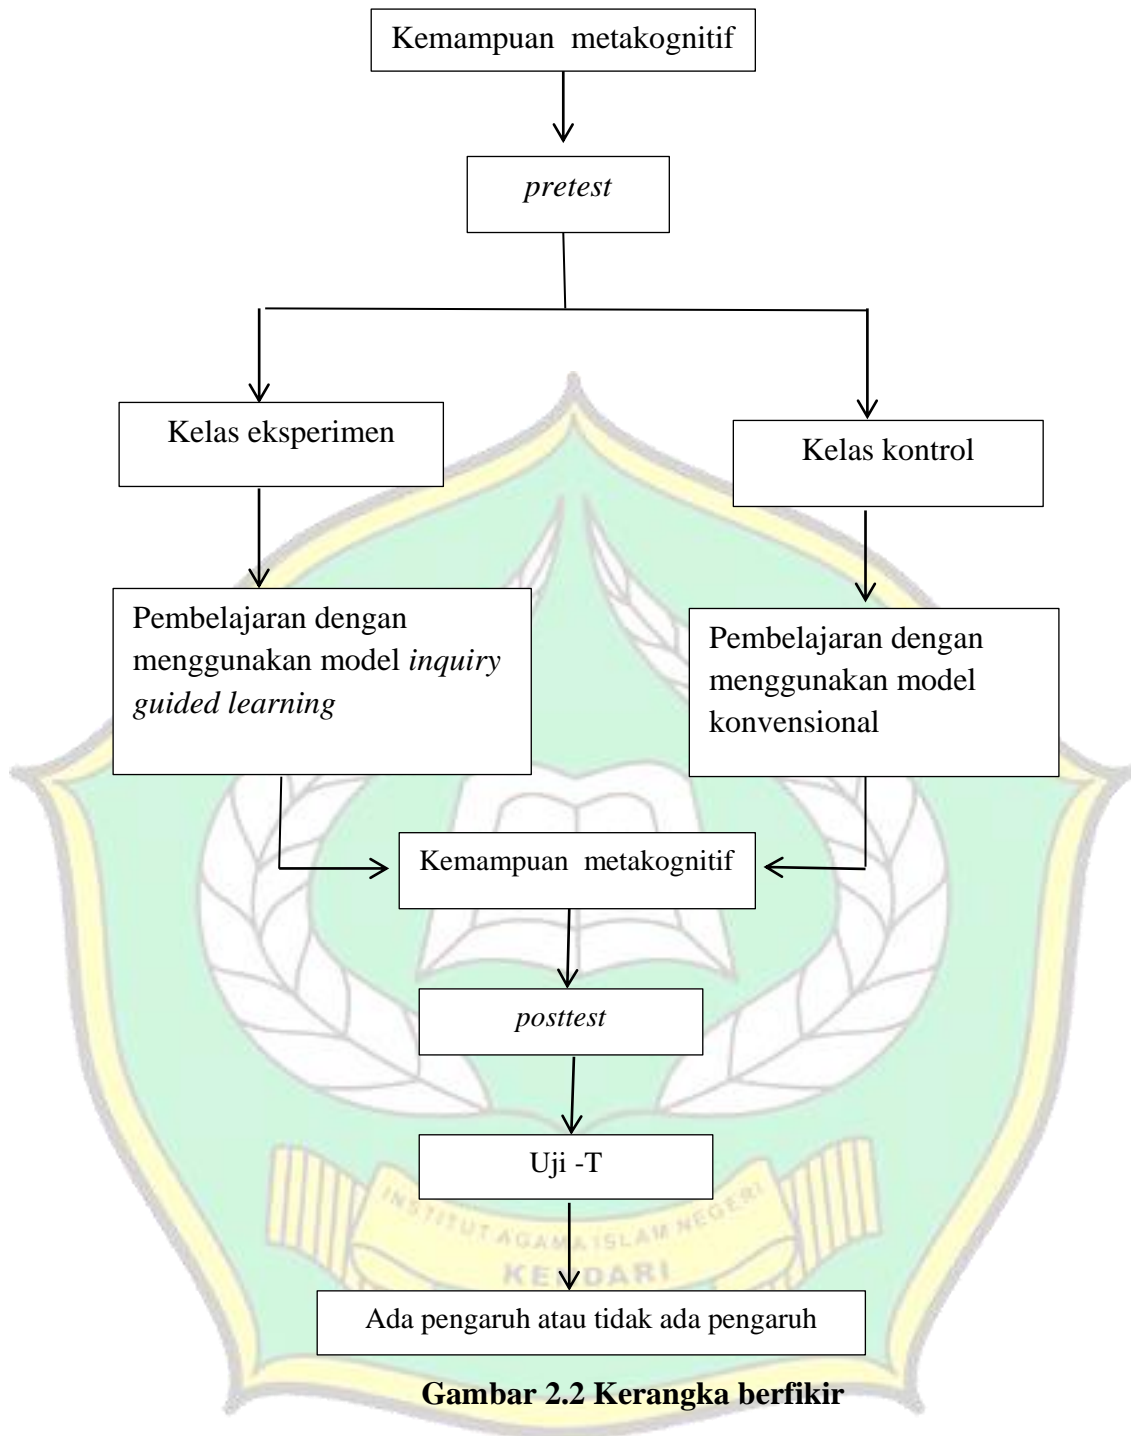 Kemampuan metakognitif
pretest
Kelas eksperimen
Kelas kontrol
Pembelajaran dengan
menggunakan model inquiry
guided learning
Pembelajaran dengan
menggunakan model
konvensional
Kemampuan metakognitif
posttest
Uji -T
INSTITUT AGAMA ISLAM NEGERI
KENDARI
Ada pengaruh atau tidak ada pengaruh
Gambar 2.2 Kerangka berfikir